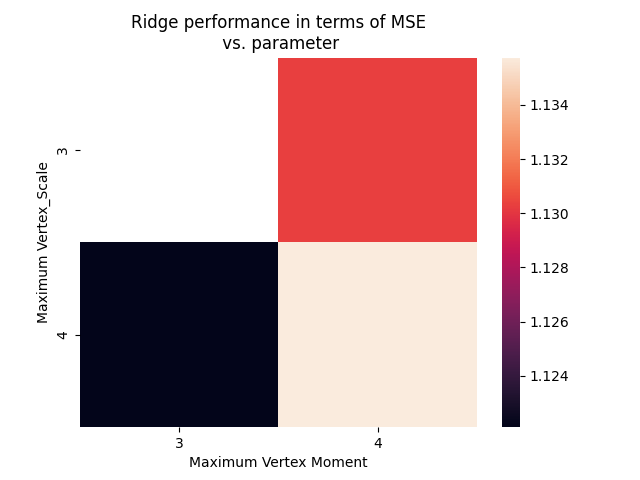 Ridge performance in terms of MSE
vs. parameter
Maximum Vertex_Scale
3
4
3
4
Maximum Vertex Moment
1.134
1.132
1.130
1.128
1.126
1.124